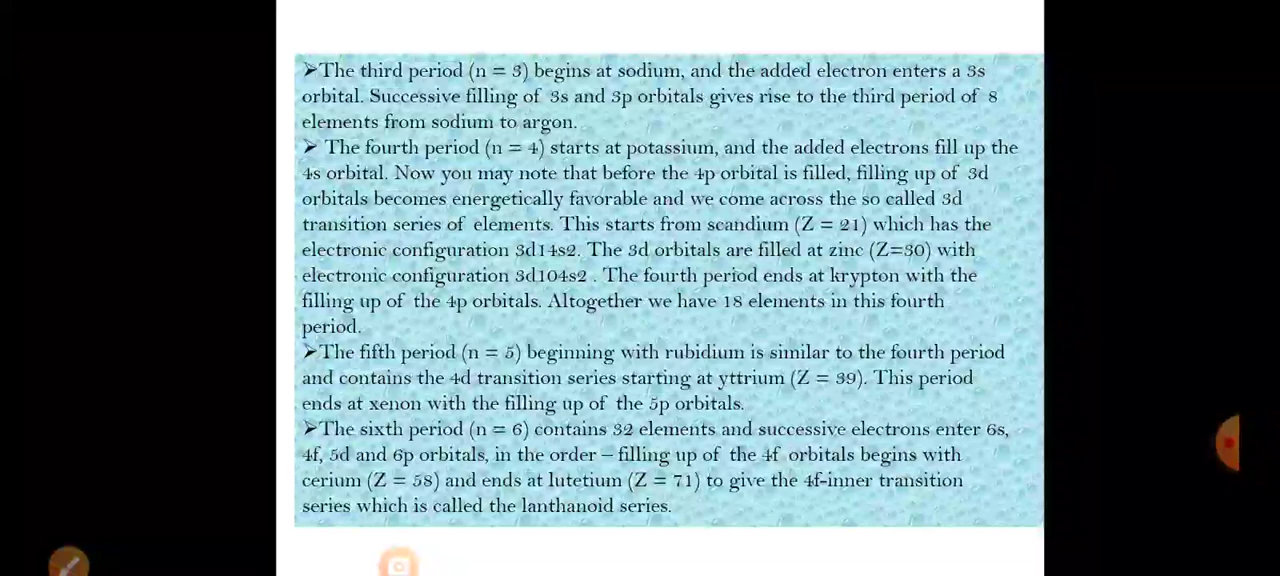 ➢The third period (n = 3) begins at sodium, and the added electron enters a 3s
orbital. Successive filling of 3s and 3p orbitals gives rise to the third period of 8
elements from sodium to argon.
➢ The fourth period (n = 4) starts at potassium, and the added electrons fill up the
4s orbital. Now you may note that before the 4p orbital is filled, filling up of 3d
orbitals becomes energetically favorable and we come across the so called 3d
transition series of elements. This starts from scandium (Z = 21) which has the
electronic configuration 3d14s2. The 3d orbitals are filled at zinc (Z=30) with
electronic configuration 3d104s2 . The fourth period ends at krypton with the
filling up of the 4p orbitals. Altogether we have 18 elements in this fourth
period.
➢The fifth period (n = 5) beginning with rubidium is similar to the fourth period
and contains the 4d transition series starting at yttrium (Z = 39). This period
ends at xenon with the filling up of the 5p orbitals.
➢The sixth period (n = 6) contains 32 elements and successive electrons enter 6s,
4f, 5d and 6p orbitals, in the order – filling up of the 4f orbitals begins with
cerium (Z = 58) and ends at lutetium (Z = 71) to give the 4f-inner transition
series which is called the lanthanoid series.